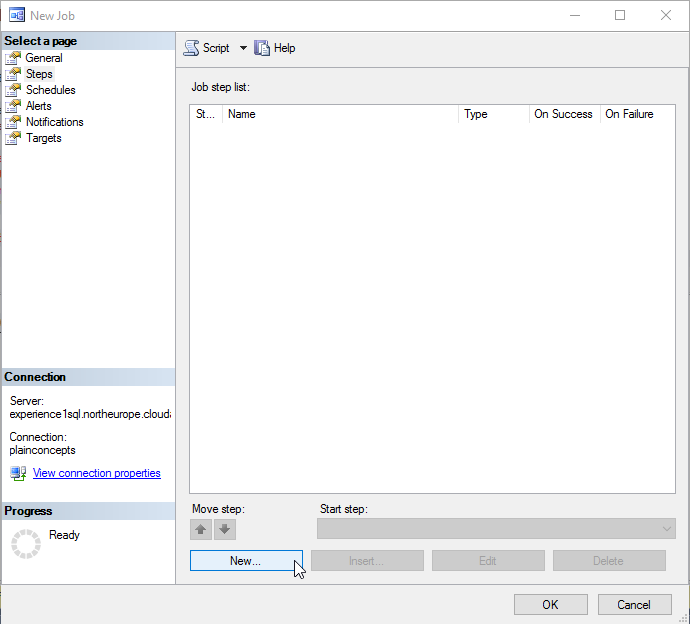 New Job
Select a page
General
Steps
Schedules
Alerts
Notifications
Targets
Connection
Server:
experience1sql.northeurope.clouda
Connection:
plainconcepts
View connection properties
Progress
Ready
Script Help
Job step list:
St... Name Type On Success On Failure
Move step: Start step:
New... Insert... Edit Delete
OK Cancel